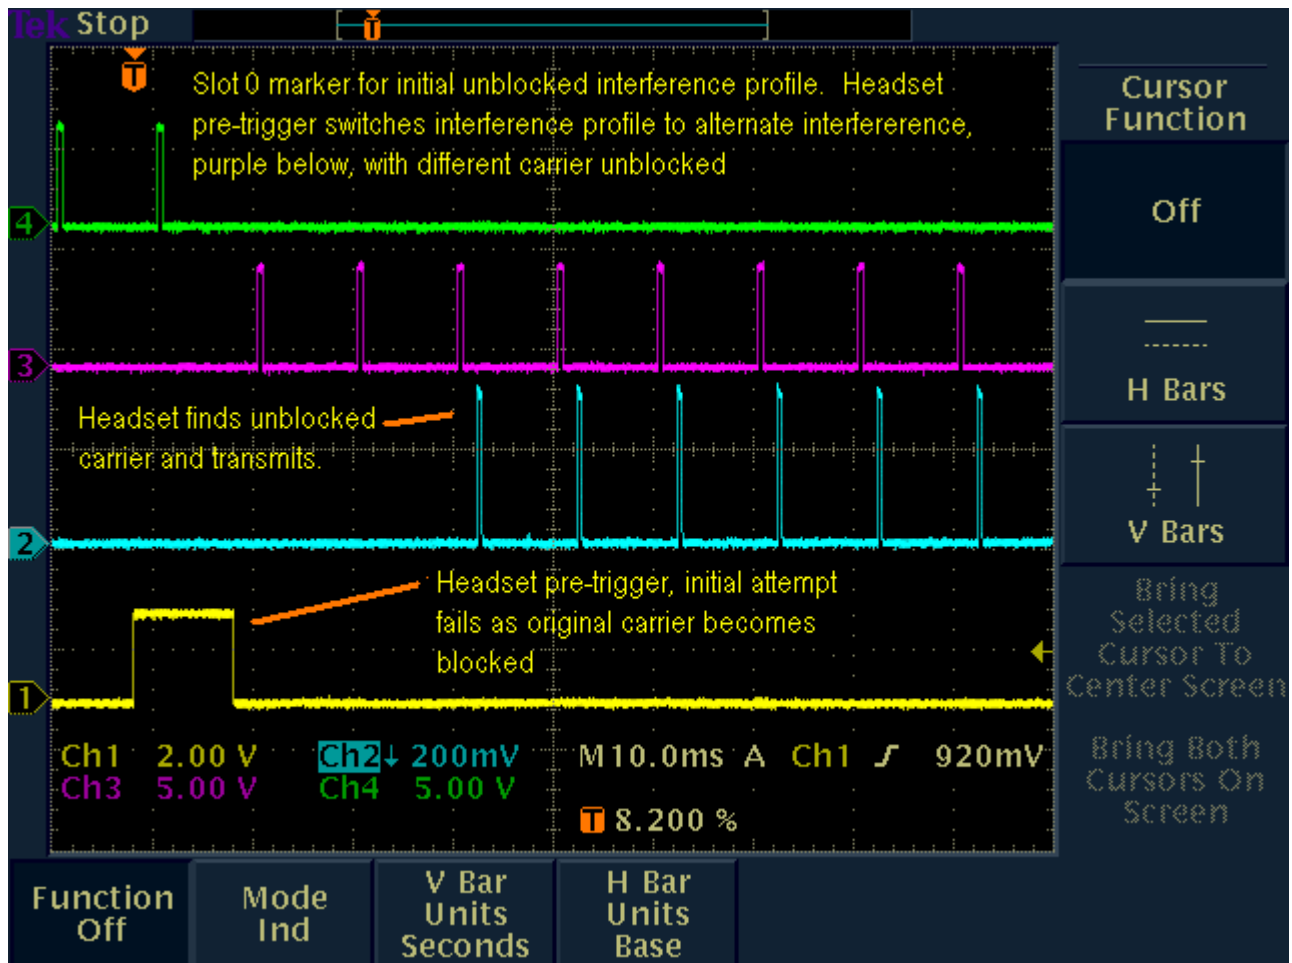 Tek Stop
T
T
Slot 0 marker for initial unblocked interference profile. Headset
pre-trigger switches interference profile to alternate interfererence,
purple below, with different carrier unblocked
4
3
Headset finds unblocked
carrier and transmits.
2
Headset pre-trigger, initial attempt
fails as original carrier becomes
blocked
1
Ch1 2.00 V Ch2↓ 200mV M10.0ms A Ch1 ƒ 920mV
Ch3 5.00 V Ch4 5.00 V
T 8.200 %
Cursor
Function
Off
H Bars
V Bars
Bring
Selected
Cursor To
Center Screen
Bring Both
Cursors On
Screen
Function
Off
Mode
Ind
V Bar
Units
Seconds
H Bar
Units
Base